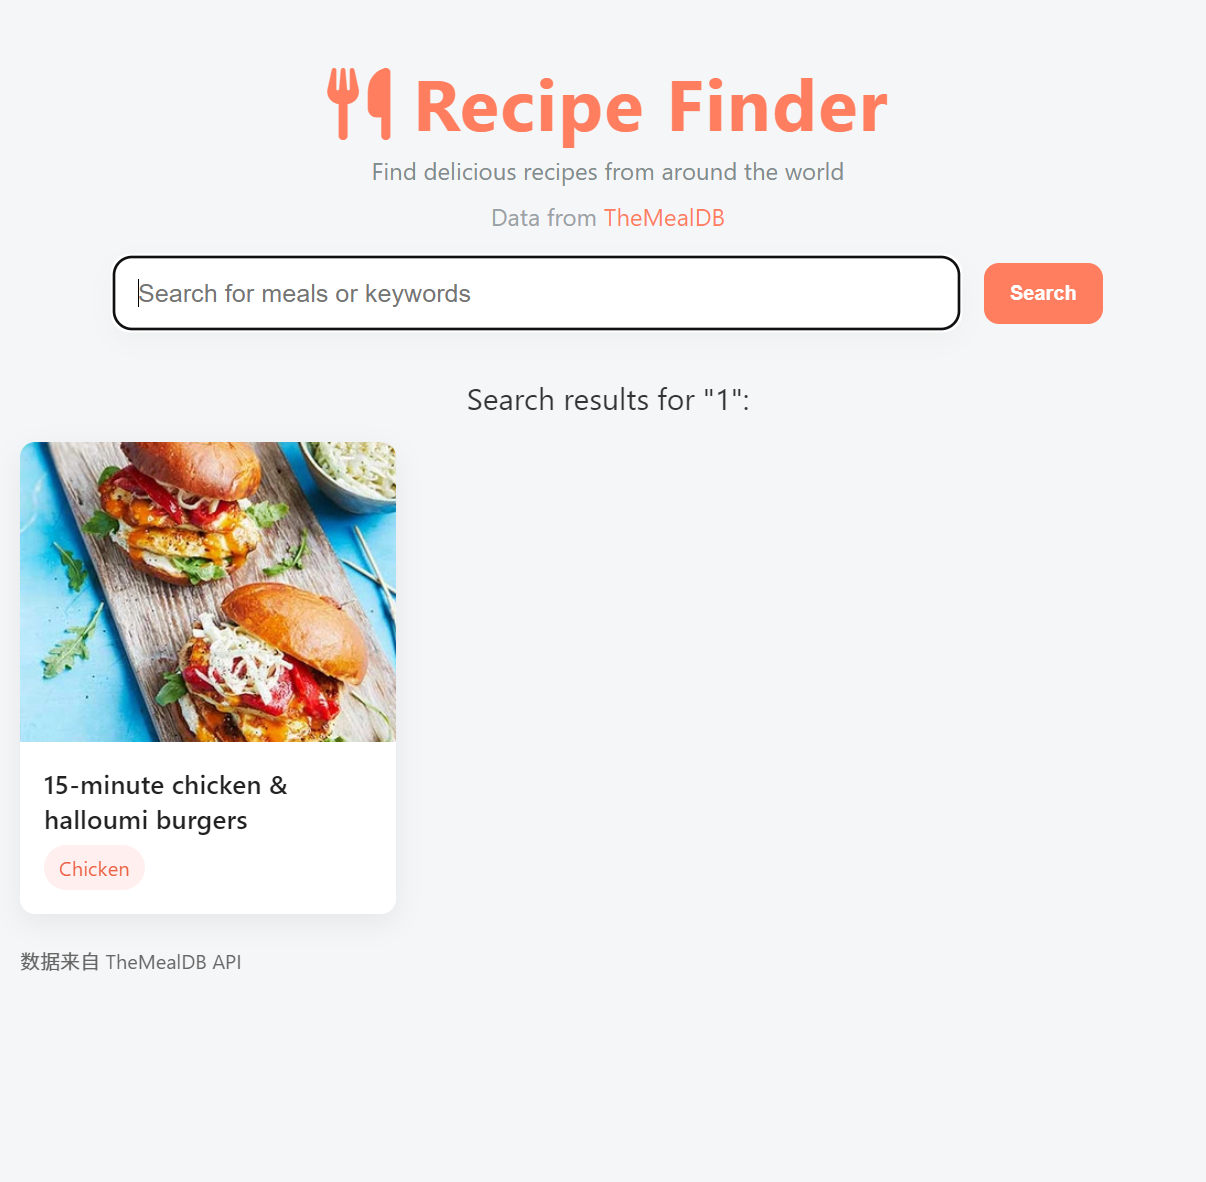 Recipe Finder
Find delicious recipes from around the world
Data from TheMealDB
Search for meals or keywords
Search
Search results for "1":
15-minute chicken &
halloumi burgers
Chicken
数据来自 TheMealDB API